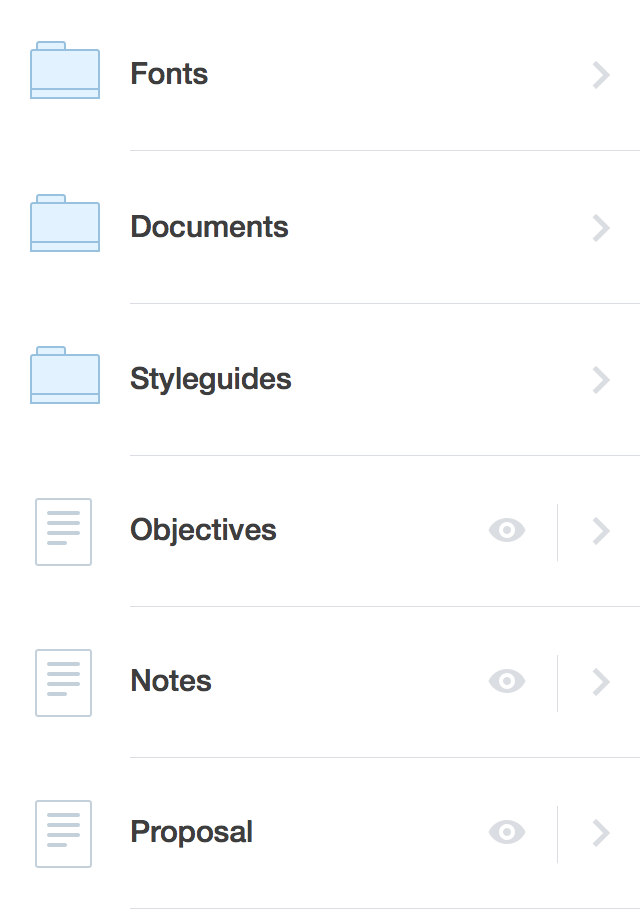 Fonts
Documents
Styleguides
Objectives
Notes
Proposal